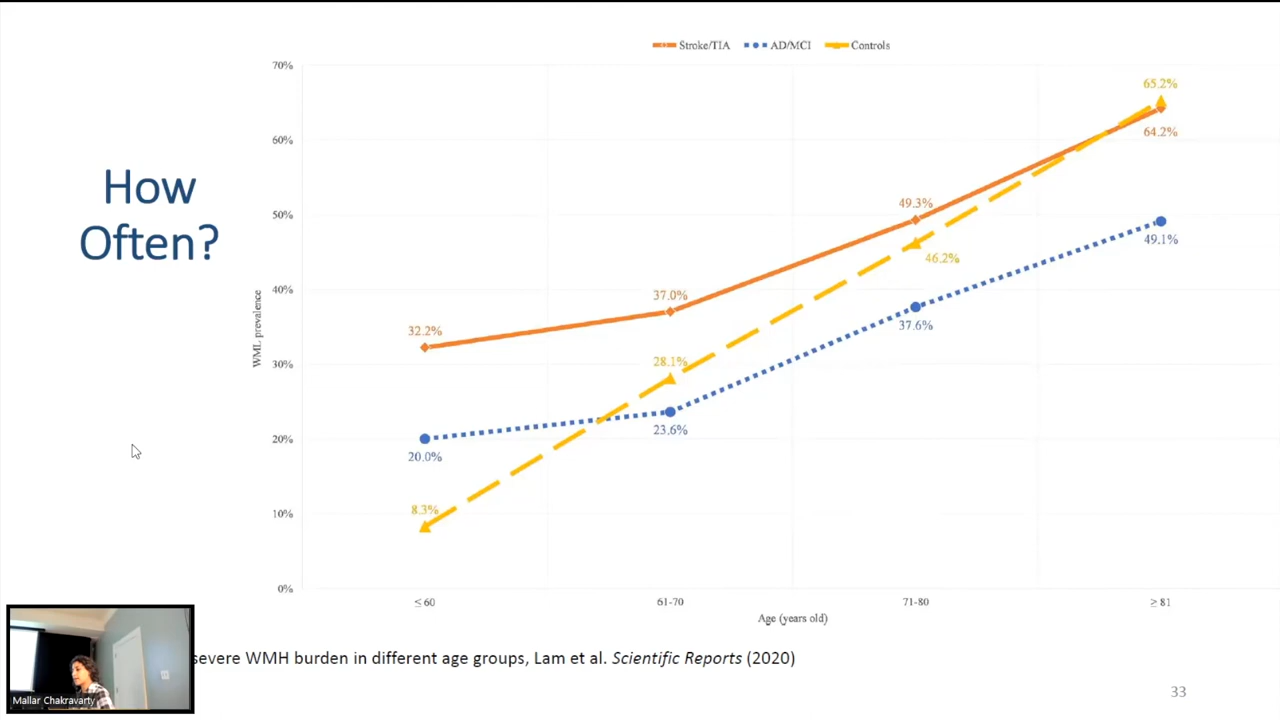 Stroke/TIA AD/MCI Controls
70%
60%
50%
40%
30%
20%
10%
0%
How
Often?
WML prevalence
32.2%
37.0%
49.3%
64.2%
20.0%
23.6%
37.6%
49.1%
8.3%
28.1%
46.2%
65.2%
≤ 60 61-70 71-80 ≥ 81
Age (years old)
severe WMH burden in different age groups, Lam et al. Scientific Reports (2020)
Mallar Chakravarty
33